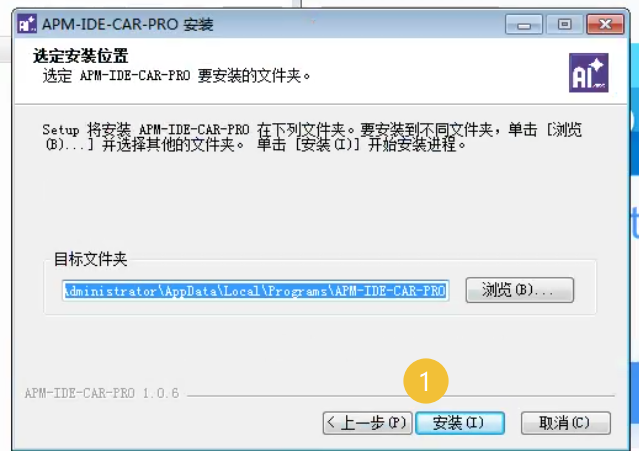 APM-IDE-CAR-PRO 安装
选定安装位置
选定 APM-IDE-CAR-PRO 要安装的文件夹。
AI
Setup 将安装 APM-IDE-CAR-PRO 在下列文件夹。要安装到不同文件夹，单击 [浏览
(B)...] 并选择其他的文件夹。 单击 [安装(I)] 开始安装进程。
目标文件夹
\dministrator\AppData\Local\Programs\APM-IDE-CAR-PRO
浏览(B)...
1
APM-IDE-CAR-PRO 1.0.6
< 上一步(P)
安装(I)
取消(C)